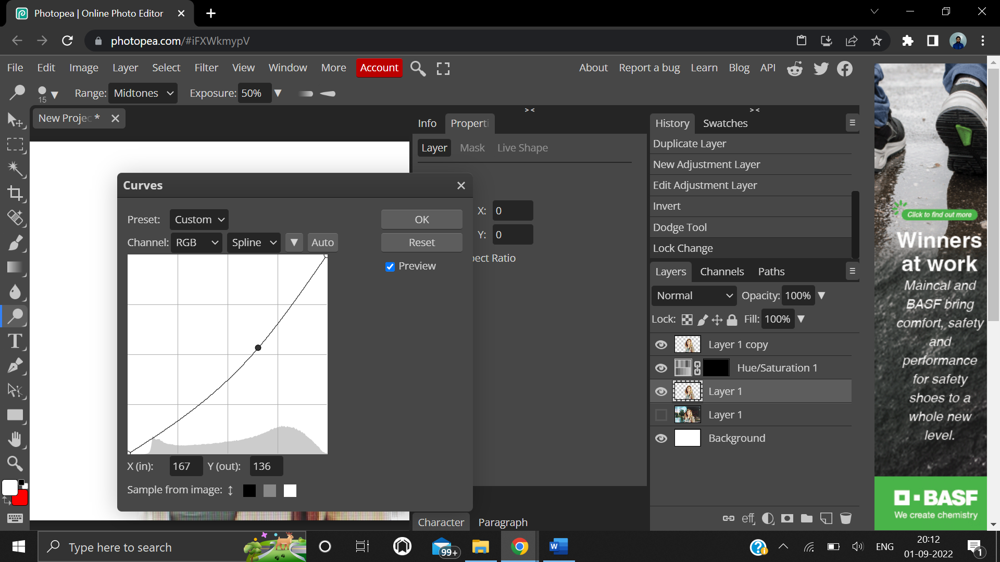 Photopea | Online Photo Editor
photopea.com/#iFXWkmypV
File Edit Image Layer Select Filter View Window More Account About Report a bug Learn Blog API
15 Range: Midtones Exposure: 50%
New Projec *
Info Properti
Layer Mask Live Shape
X: 0
Y: 0
pect Ratio
Curves
Preset: Custom OK
Channel: RGB Spline Auto Reset
Preview
X (in): 167 Y (out): 136
Sample from image:
Character Paragraph
History Swatches
Duplicate Layer
New Adjustment Layer
Edit Adjustment Layer
Invert
Dodge Tool
Lock Change
Layers Channels Paths
Normal Opacity: 100%
Lock: Fill: 100%
Layer 1 copy
Hue/Saturation 1
Layer 1
Layer 1
Background
eff
Click to find out more
Winners
at work
Maincal and
BASF bring
comfort, safety
and
performance
for safety
shoes to a
whole new
level.
BASF
We create chemistry
Type here to search
99+
W
ENG
20:12
01-09-2022
1